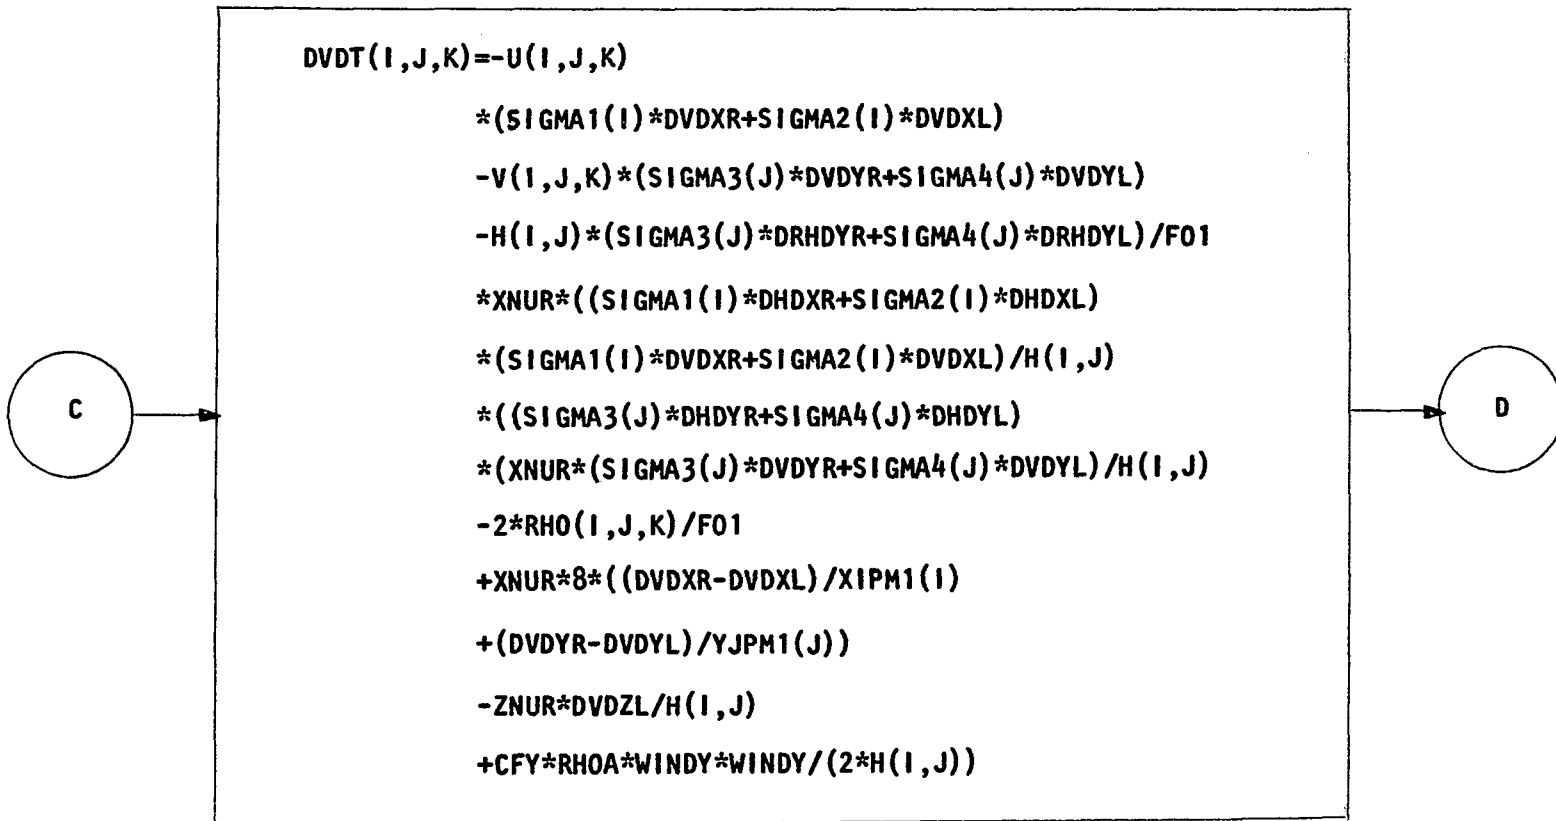 DVDT(I,J,K)=-U(I,J,K)
*(SIGMA1(I)*DVDXR+SIGMA2(I)*DVDXL)
-V(I,J,K)*(SIGMA3(J)*DVDYR+SIGMA4(J)*DVDYL)
-H(I,J)*(SIGMA3(J)*DRHDYR+SIGMA4(J)*DRHDYL)/FO1
*XNUR*((SIGMA1(I)*DHDXR+SIGMA2(I)*DHDXL)
*(SIGMA1(I)*DVDXR+SIGMA2(I)*DVDXL)/H(I,J)
C
*((SIGMA3(J)*DHDYR+SIGMA4(J)*DHDYL)
D
*(XNUR*(SIGMA3(J)*DVDYR+SIGMA4(J)*DVDYL)/H(I,J)
-2*RHO(I,J,K)/FO1
+XNUR*8*((DVDXR-DVDXL)/XIPM1(I)
+(DVDYR-DVDYL)/YJPM1(J))
-ZNUR*DVDZL/H(I,J)
+CFY*RHOA*WINDY*WINDY/(2*H(I,J))